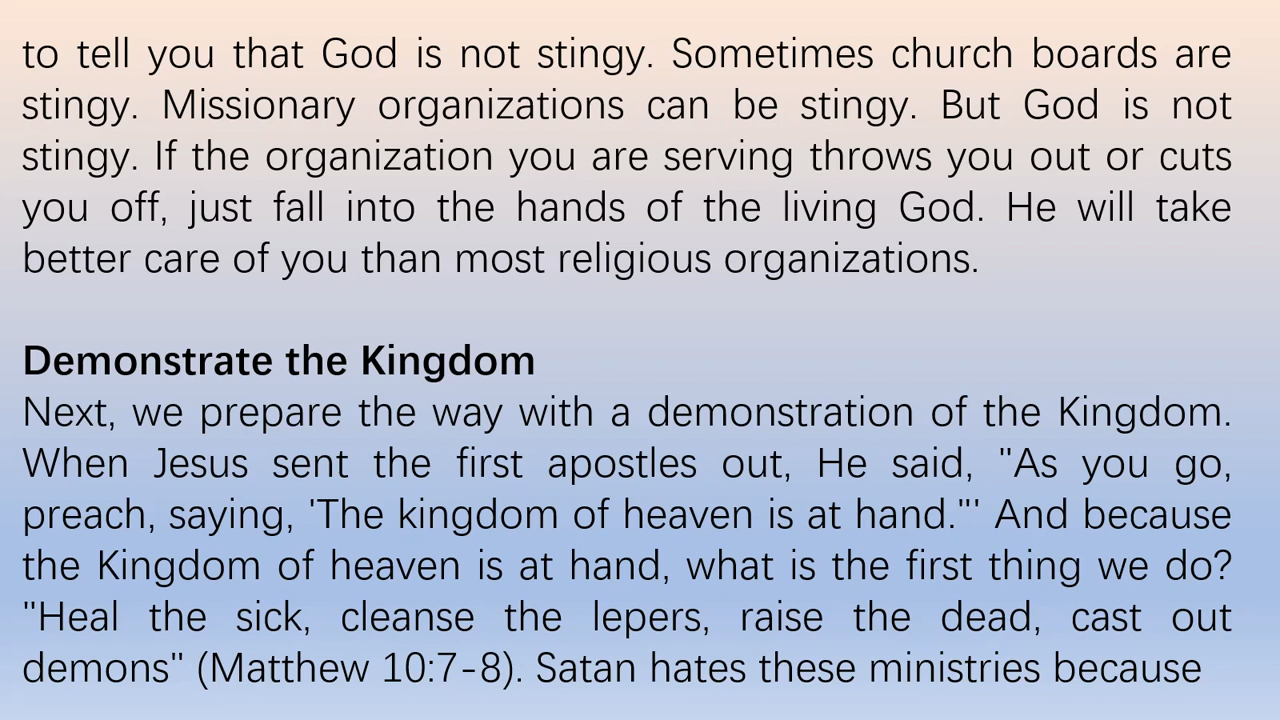 to tell you that God is not stingy. Sometimes church boards are
stingy. Missionary organizations can be stingy. But God is not
stingy. If the organization you are serving throws you out or cuts
you off, just fall into the hands of the living God. He will take
better care of you than most religious organizations.
Demonstrate the Kingdom
Next, we prepare the way with a demonstration of the Kingdom.
When Jesus sent the first apostles out, He said, "As you go,
preach, saying, 'The kingdom of heaven is at hand."' And because
the Kingdom of heaven is at hand, what is the first thing we do?
"Heal the sick, cleanse the lepers, raise the dead, cast out
demons" (Matthew 10:7-8). Satan hates these ministries because